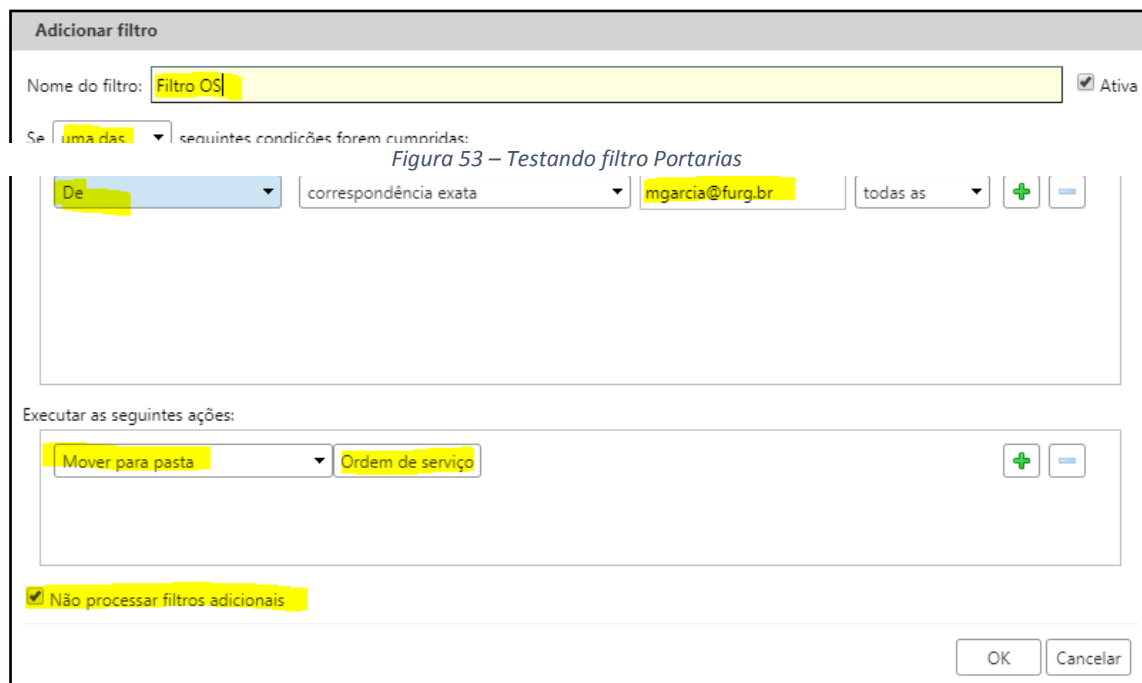 Adicionar filtro
Nome do filtro: Filtro OS Ativa
Se uma das seguintes condições forem cumpridas:
Figura 53 – Testando filtro Portarias
De correspondência exata mgarcia@furg.br todas as
Executar as seguintes ações:
Mover para pasta Ordem de serviço
Não processar filtros adicionais
OK Cancelar